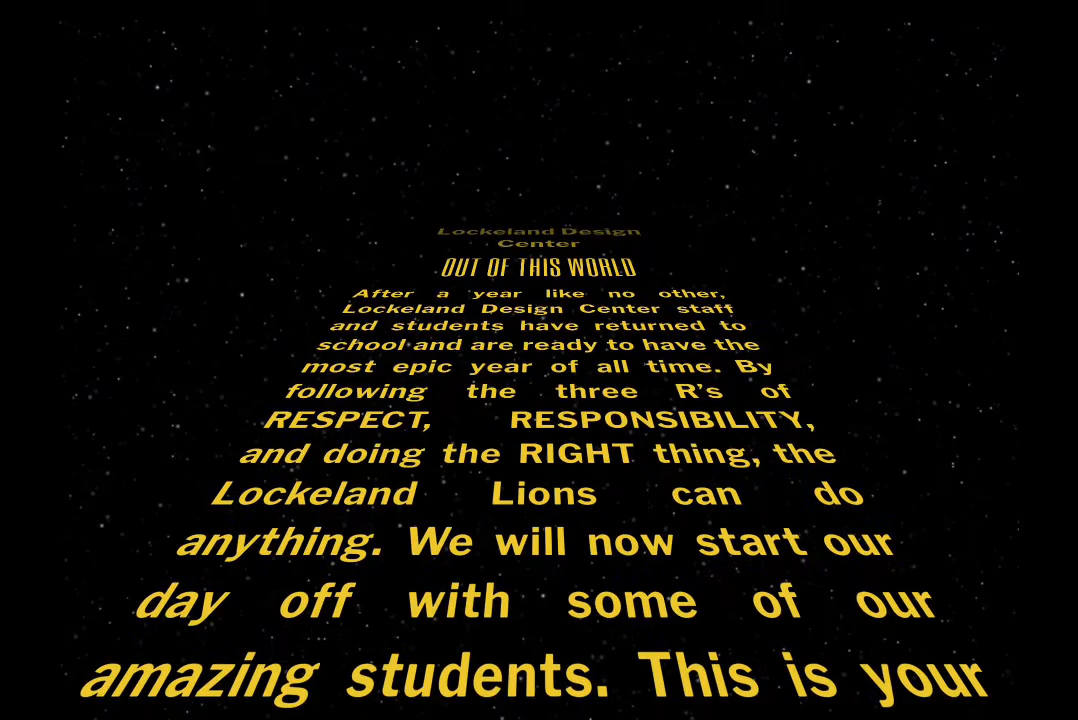 Lockeland Design
Center
OUT OF THIS WORLD
After a year like no other,
Lockeland Design Center staff
and students have returned to
school and are ready to have the
most epic year of all time. By
following the three R's of
RESPECT, RESPONSIBILITY,
and doing the RIGHT thing, the
Lockeland Lions can do
anything. We will now start our
day off with some of our
amazing students. This is your